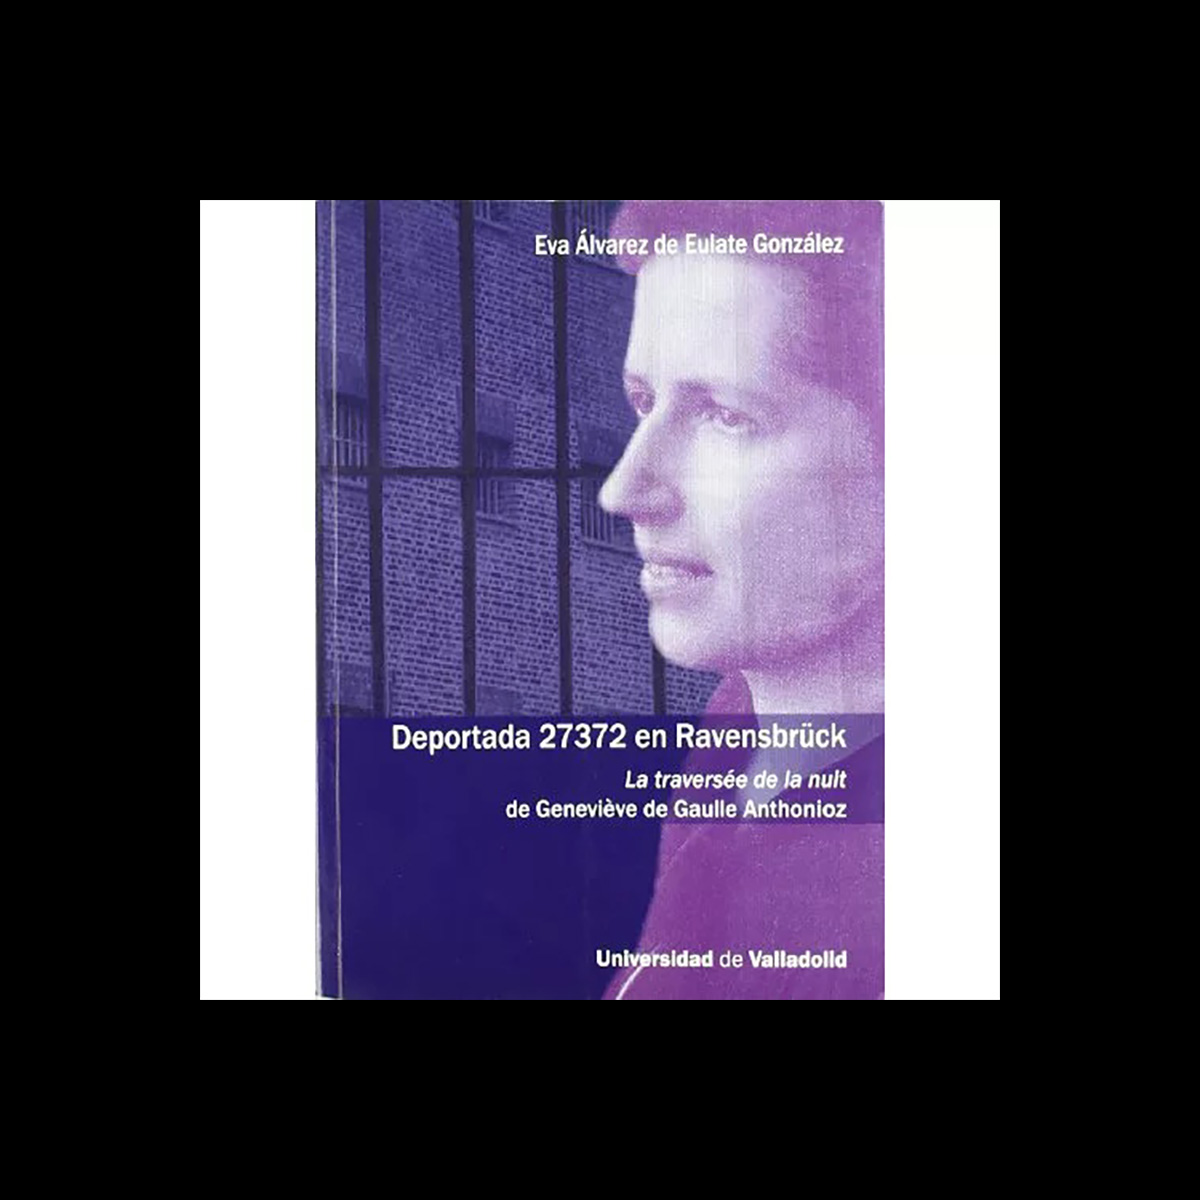 Eva Álvarez de Eulate González
Deportada 27372 en Ravensbrück
La traversée de la nuit
de Geneviève de Gaulle Anthonioz
Universidad de Valladolid